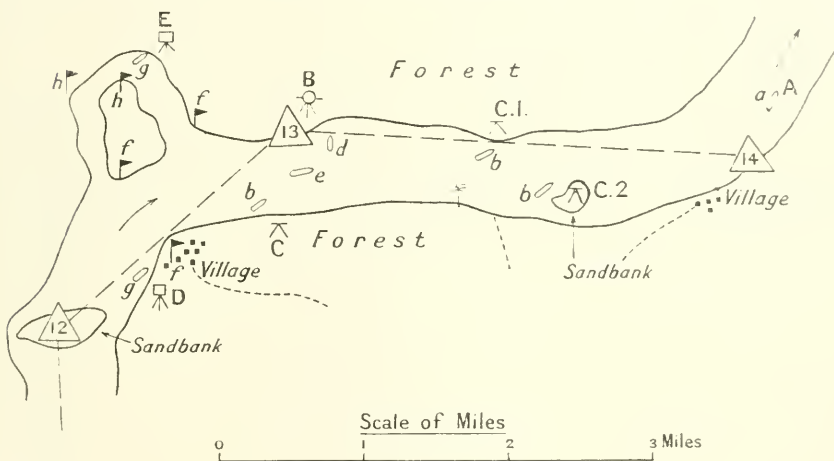 E
g
h
h
f
B
Forest
C.1.
a
A
13
d
b
14
f
e
b
b
C.2
Village
C
Forest
Sandbank
f
Village
g
D
12
Sandbank
Scale of Miles
0 1 2 3 Miles